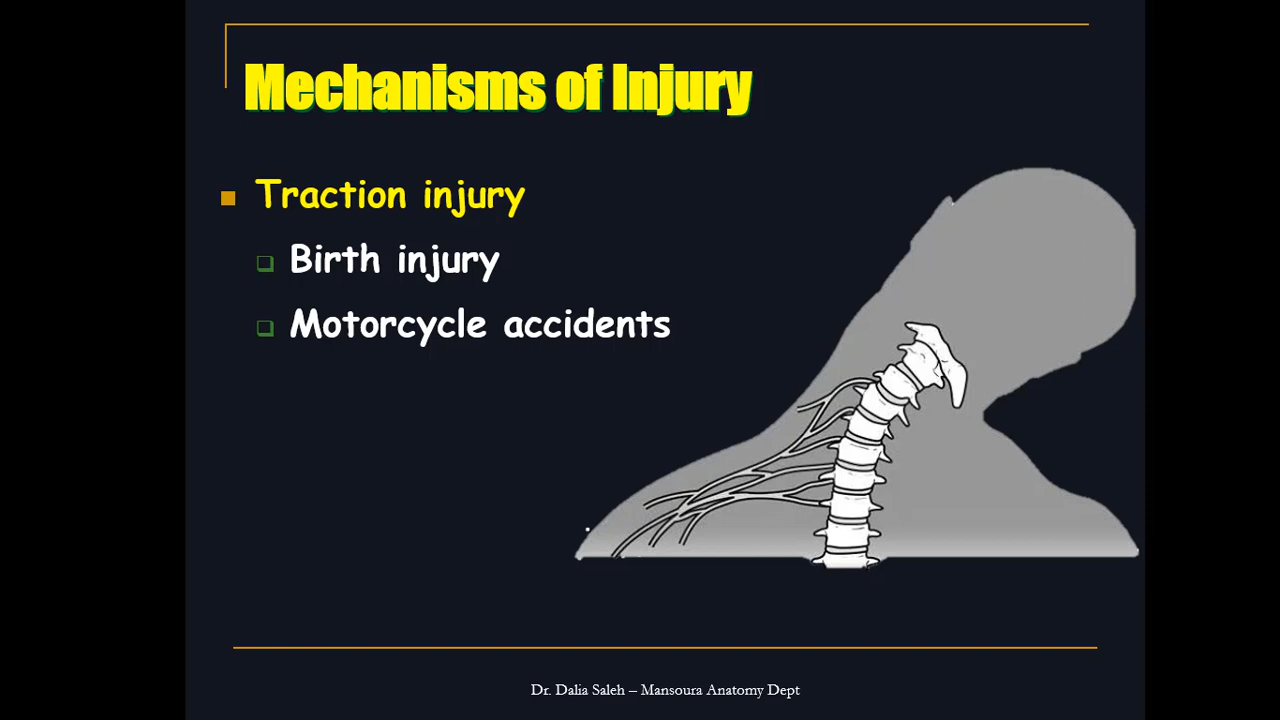 Mechanisms of Injury
Traction injury
Birth injury
Motorcycle accidents
Dr. Dalia Saleh – Mansoura Anatomy Dept